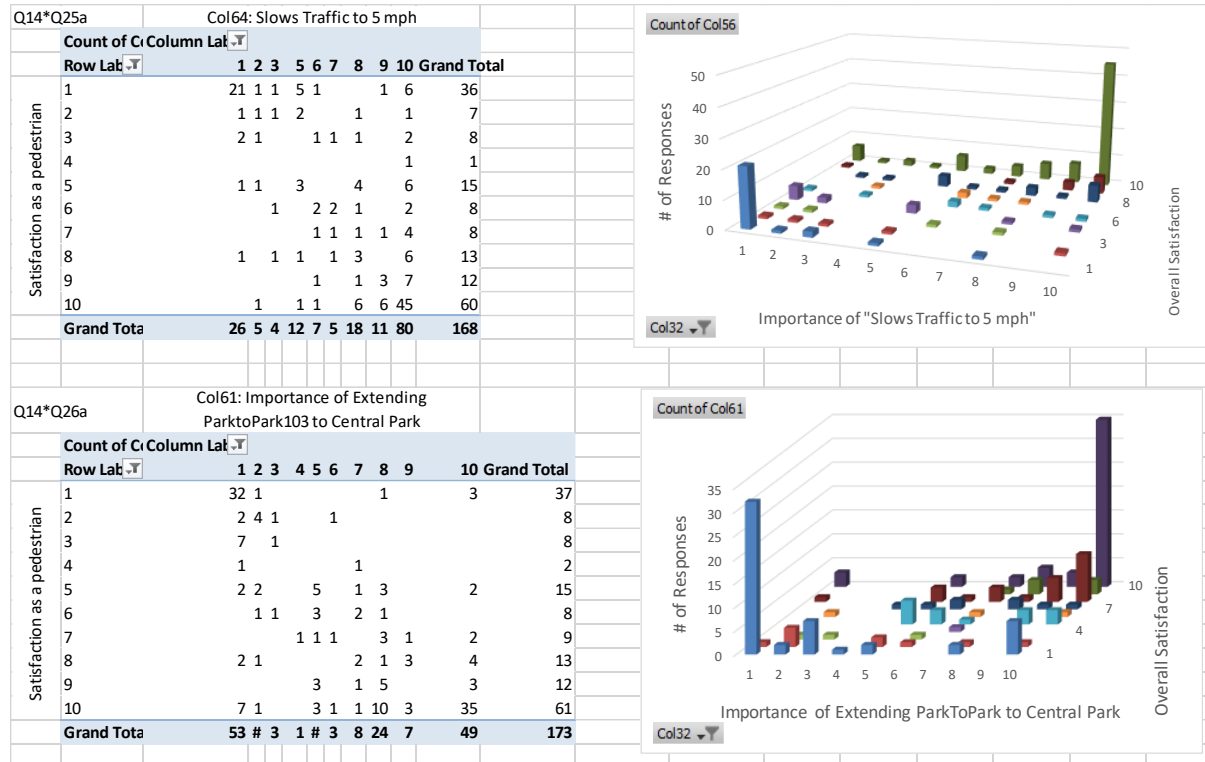 Q14*Q25a Col64: Slows Traffic to 5 mph
Count of Co Column Lab
Row Lab 1 2 3 5 6 7 8 9 10 Grand Total
Satisfaction as a pedestrian
1 21 1 1 5 1 1 6 36
2 1 1 1 2 1 1 7
3 2 1 1 1 1 2 8
4 1 1
5 1 1 3 4 6 15
6 1 2 2 1 2 8
7 1 1 1 1 4 8
8 1 1 1 1 3 6 13
9 1 1 3 7 12
10 1 1 1 6 6 45 60
Grand Tota 26 5 4 12 7 5 18 11 80 168
Count of Col56
# of Responses
50
40
30
20
10
0
1 2 3 4 5 6 7 8 9 10
10
8
6
3
1
Overall Satisfaction
Importance of "Slows Traffic to 5 mph"
Col32
Q14*Q26a Col61: Importance of Extending
ParktoPark103 to Central Park
Count of Co Column Lab
Row Lab 1 2 3 4 5 6 7 8 9 10 Grand Total
Satisfaction as a pedestrian
1 32 1 1 3 37
2 2 4 1 1 8
3 7 1 8
4 1 1 2
5 2 2 5 1 3 2 15
6 1 1 3 2 1 8
7 1 1 1 3 1 2 9
8 2 1 2 1 3 4 13
9 3 1 5 3 12
10 7 1 3 1 1 10 3 35 61
Grand Tota 53 # 3 1 # 3 8 24 7 49 173
Count of Col61
# of Responses
35
30
25
20
15
10
5
0
1 2 3 4 5 6 7 8 9 10
10
7
4
1
Overall Satisfaction
Importance of Extending ParkToPark to Central Park
Col32